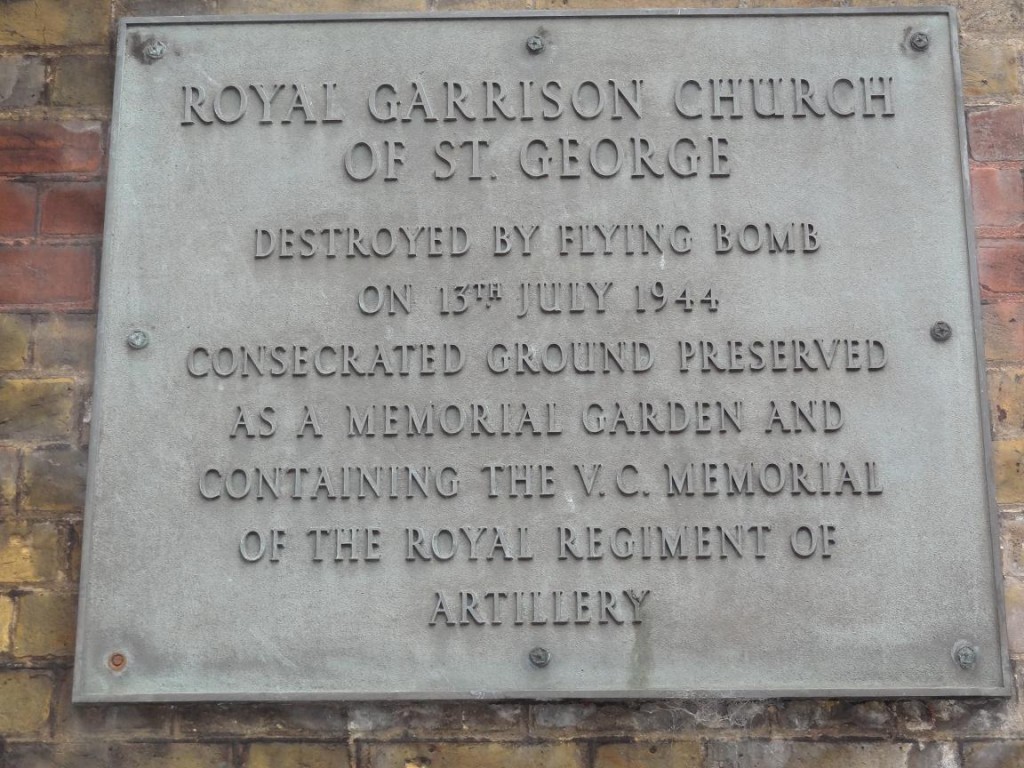 ROYAL GARRISON CHURCH
OF ST. GEORGE
DESTROYED BY FLYING BOMB
ON 13TH JULY 1944
CONSECRATED GROUND PRESERVED
AS A MEMORIAL GARDEN AND
CONTAINING THE V.C. MEMORIAL
OF THE ROYAL REGIMENT OF
ARTILLERY